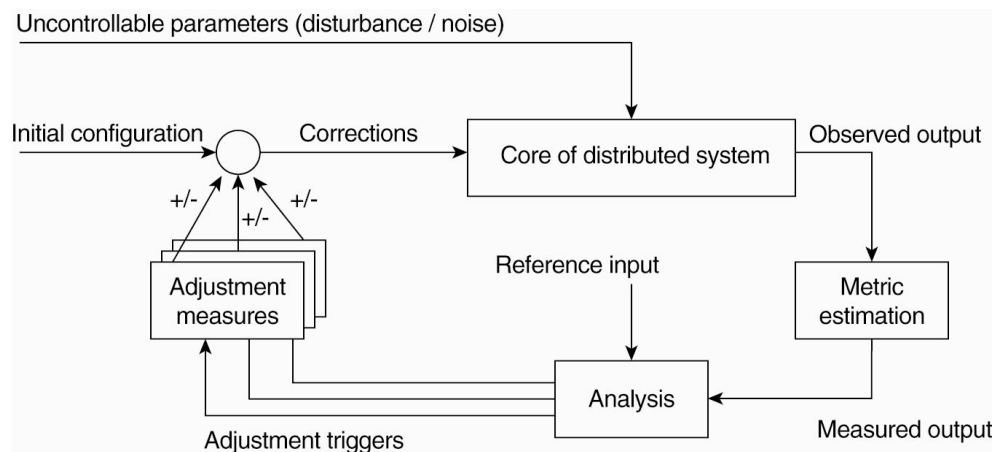 Uncontrollable parameters (disturbance / noise)
Initial configuration
Corrections
Core of distributed system
Observed output
+/-
+/-
+/-
Reference input
Adjustment
measures
Metric
estimation
Analysis
Adjustment triggers
Measured output